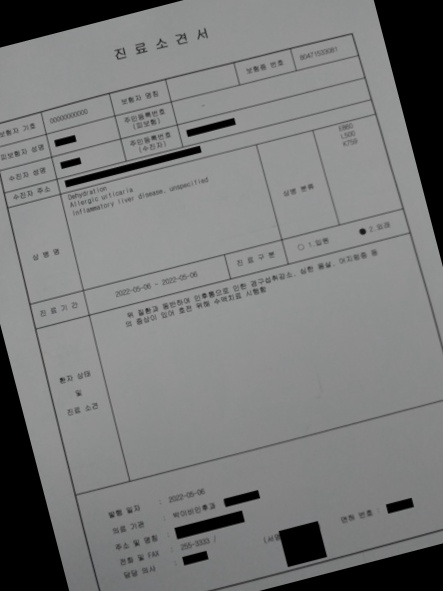 진료소견서
보험자 기호 00000000000 보험자 명칭 보험증 번호 80471533081
피보험자 성명 주민등록번호 (피보험) -
수진자 성명 주민등록번호 (수진자)
수진자 주소
상 병 명
Dehydration
Allergic urticaria
Inflammatory liver disease, unspecified
상병 분류
E860
L500
K759
진 료 기 간 2022-05-06 - 2022-05-06 진 료 구 분 ○ 1.입원 ● 2.외래
환자 상태
및
진료 소견
위 질환과 동반하여 인후통으로 인한 경구섭취감소, 심한 몸살, 어지럼증 등
의 증상이 있어 호전 위해 수액치료 시행함
발행 일자 : 2022-05-06
의료 기관 : 이비인후과
주소 및 명칭 :
전화 및 FAX : 255-3333 /
담당 의사 : (서명 면허 번호 :